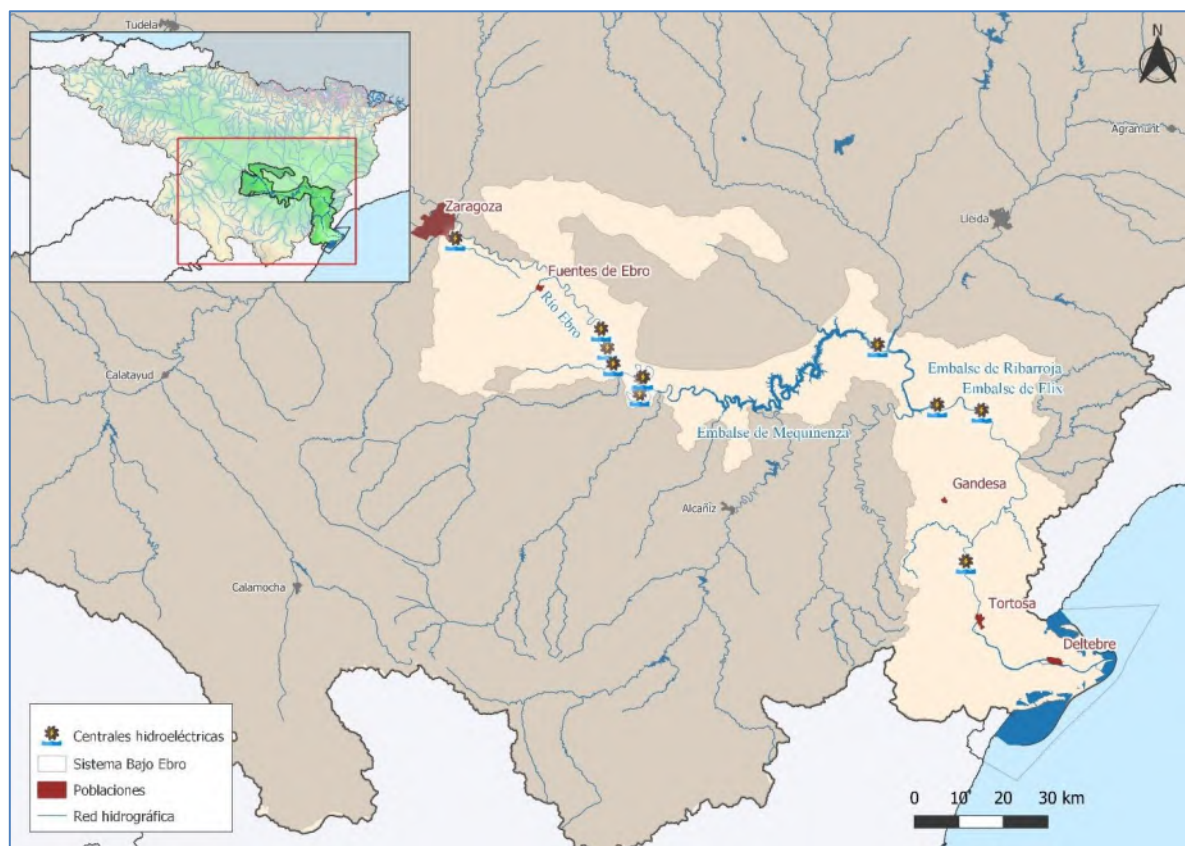 Tudela
N
Agramunt
Zaragoza
Lleida
Fuentes de Ebro
Río Ebro
Calatayud
Embalse de Ribarroja
Embalse de Flix
Embalse de Mequinenza
Gandesa
Alcañiz
Calamocha
Tortosa
Deltebre
Centrales hidroeléctricas
Sistema Bajo Ebro
Poblaciones
Red hidrográfica
0 10 20 30 km